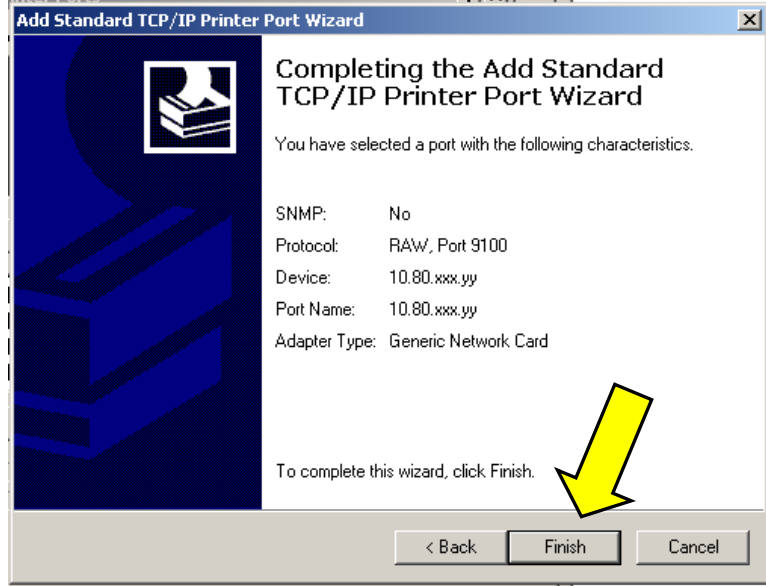 Add Standard TCP/IP Printer Port Wizard
Completing the Add Standard
TCP/IP Printer Port Wizard
You have selected a port with the following characteristics.
SNMP: No
Protocol: RAW, Port 9100
Device: 10.80.xxx.yy
Port Name: 10.80.xxx.yy
Adapter Type: Generic Network Card
To complete this wizard, click Finish.
< Back Finish Cancel